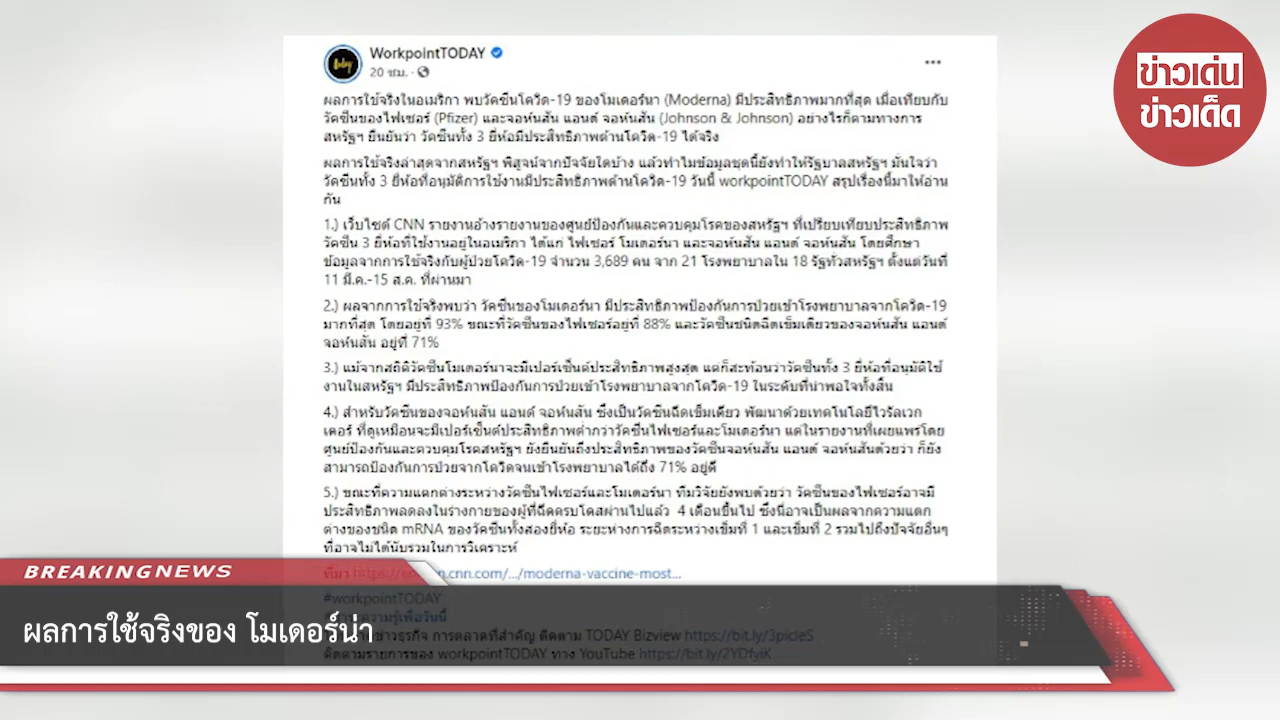 WorkpointTODAY
20 ชม.
ข่าวเด่น
ข่าวเด็ด
ผลการใช้จริงในอเมริกา พบวัคซีนโควิด-19 ของโมเดอร์นา (Moderna) มีประสิทธิภาพมากที่สุด เมื่อเทียบกับ
วัคซีนของไฟเซอร์ (Pfizer) และจอห์นสัน แอนด์ จอห์นสัน (Johnson & Johnson) อย่างไรก็ตามทางการ
สหรัฐฯ ยืนยันว่า วัคซีนทั้ง 3 ยี่ห้อมีประสิทธิภาพต้านโควิด-19 ได้จริง
ผลการใช้จริงล่าสุดจากสหรัฐฯ พิสูจน์จากปัจจัยใดบ้าง แล้วทำไมข้อมูลชุดนี้ยังทำให้รัฐบาลสหรัฐฯ มั่นใจว่า
วัคซีนทั้ง 3 ยี่ห้อที่อนุมัติการใช้งานมีประสิทธิภาพต้านโควิด-19 วันนี้ workpointTODAY สรุปเรื่องนี้มาให้อ่าน
กัน
1.) เว็บไซต์ CNN รายงานอ้างรายงานของศูนย์ป้องกันและควบคุมโรคของสหรัฐฯ ที่เปรียบเทียบประสิทธิภาพ
วัคซีน 3 ยี่ห้อที่ใช้งานอยู่ในอเมริกา ได้แก่ ไฟเซอร์ โมเดอร์นา และจอห์นสัน แอนด์ จอห์นสัน โดยศึกษา
ข้อมูลจากการใช้จริงกับผู้ป่วยโควิด-19 จำนวน 3,689 คน จาก 21 โรงพยาบาลใน 18 รัฐทั่วสหรัฐฯ ตั้งแต่วันที่
11 มี.ค.-15 ส.ค. ที่ผ่านมา
2.) ผลจากการใช้จริงพบว่า วัคซีนของโมเดอร์นา มีประสิทธิภาพป้องกันการป่วยเข้าโรงพยาบาลจากโควิด-19
มากที่สุด โดยอยู่ที่ 93% ขณะที่วัคซีนของไฟเซอร์อยู่ที่ 88% และวัคซีนชนิดฉีดเข็มเดียวของจอห์นสัน แอนด์
จอห์นสัน อยู่ที่ 71%
3.) แม้จากสถิติวัคซีนโมเดอร์นาจะมีเปอร์เซ็นต์ประสิทธิภาพสูงสุด แต่ก็สะท้อนว่าวัคซีนทั้ง 3 ยี่ห้อที่อนุมัติใช้
งานในสหรัฐฯ มีประสิทธิภาพป้องกันการป่วยเข้าโรงพยาบาลจากโควิด-19 ในระดับที่น่าพอใจทั้งสิ้น
4.) สำหรับวัคซีนของจอห์นสัน แอนด์ จอห์นสัน ซึ่งเป็นวัคซีนฉีดเข็มเดียว พัฒนาด้วยเทคโนโลยีไวรัลเวก
เตอร์ ที่ดูเหมือนจะมีเปอร์เซ็นต์ประสิทธิภาพต่ำกว่าวัคซีนไฟเซอร์และโมเดอร์นา แต่ในรายงานที่เผยแพร่โดย
ศูนย์ป้องกันและควบคุมโรคสหรัฐฯ ยังยืนยันถึงประสิทธิภาพของวัคซีนจอห์นสัน แอนด์ จอห์นสันด้วยว่า ก็ยัง
สามารถป้องกันการป่วยจากโควิดจนเข้าโรงพยาบาลได้ถึง 71% อยู่ดี
5.) ขณะที่ความแตกต่างระหว่างวัคซีนไฟเซอร์และโมเดอร์นา ทีมวิจัยยังพบด้วยว่า วัคซีนของไฟเซอร์อาจมี
ประสิทธิภาพลดลงในร่างกายของผู้ที่ฉีดครบโดสผ่านไปแล้ว 4 เดือนขึ้นไป ซึ่งนี่อาจเป็นผลจากความแตก
ต่างของชนิด mRNA ของวัคซีนทั้งสองยี่ห้อ ระยะห่างการฉีดระหว่างเข็มที่ 1 และเข็มที่ 2 รวมไปถึงปัจจัยอื่นๆ
ที่อาจไม่ได้นับรวมในการวิเคราะห์
ที่มา cnn.com/.../moderna-vaccine-most...
#workpointTODAY
ความรู้เพื่อวันนี้
ข่าวธุรกิจ การตลาดที่สำคัญ ติดตาม TODAY Bizview https://bit.ly/3picIeS
ติดตามรายการของ workpointTODAY ทาง YouTube https://bit.ly/2YDfyiK
BREAKING NEWS
ผลการใช้จริงของ โมเดอร์น่า